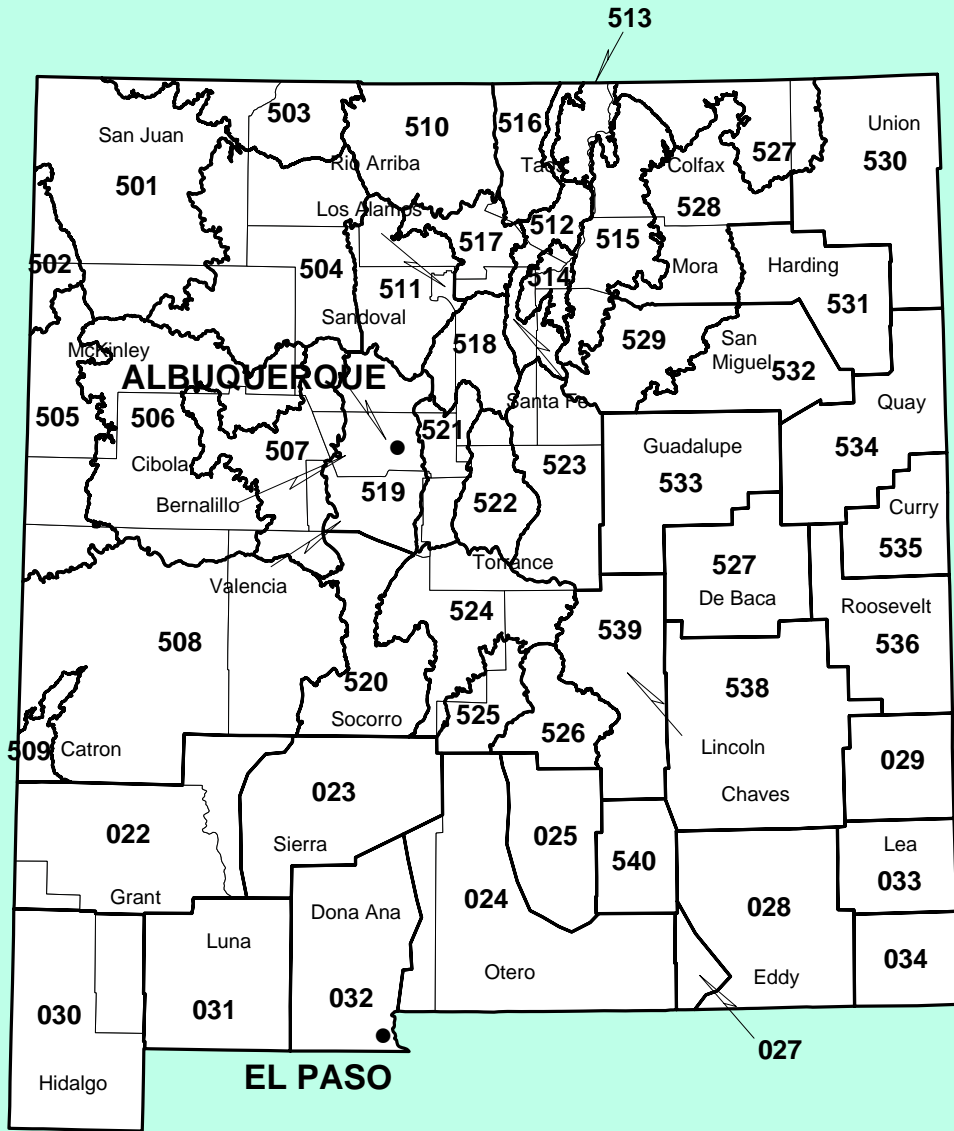 513
503
516
San Juan
510
Union
527
530
Rio Arriba
Taos
Colfax
501
Los Alamos
512
528
517
515
502
504
514
Mora
Harding
511
531
Sandoval
McKinley
518
529
San
Miguel
532
ALBUQUERQUE
Santa Fe
Quay
505
506
521
507
Guadalupe
534
Cibola
523
533
519
522
Bernalillo
Curry
535
Torrance
527
Valencia
De Baca
Roosevelt
524
539
508
536
520
538
525
Socorro
526
509
Catron
Lincoln
029
023
Chaves
022
025
Sierra
Lea
540
033
Grant
024
028
Dona Ana
Luna
034
Otero
Eddy
032
030
031
027
EL PASO
Hidalgo